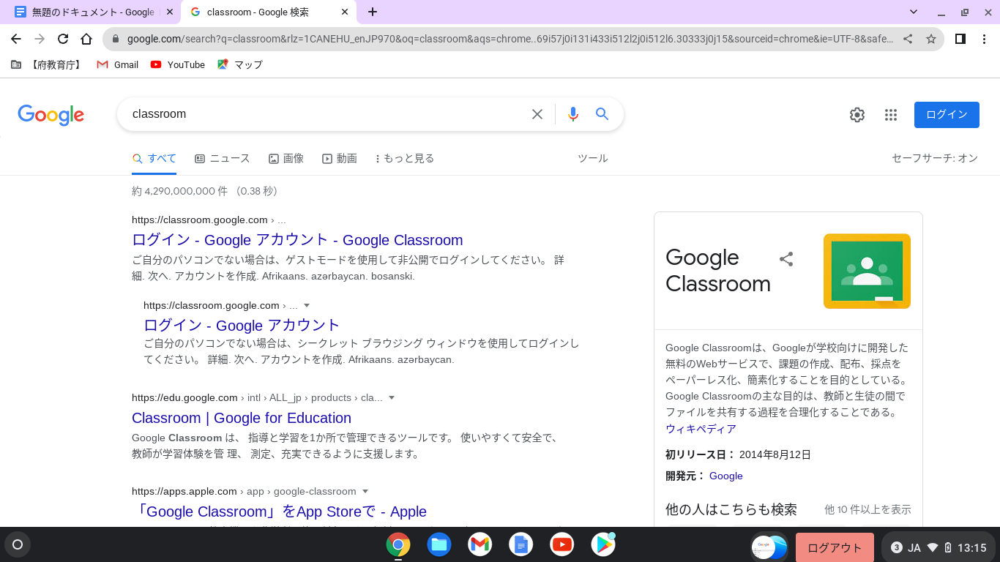 無題のドキュメント - Google
classroom - Google 検索
google.com/search?q=classroom&rlz=1CANEHU_enJP970&oq=classroom&aqs=chrome..69i57j0i131i433i512l2j0i512l6.30333j0j15&sourceid=chrome&ie=UTF-8&safe…
【府教育庁】
Gmail
YouTube
マップ
Google
classroom
ログイン
すべて
ニュース
画像
動画
もっと見る
ツール
セーフサーチ: オン
約 4,290,000,000 件 （0.38 秒）
https://classroom.google.com › ...
ログイン - Google アカウント - Google Classroom
ご自分のパソコンでない場合は、ゲストモードを使用して非公開でログインしてください。 詳
細. 次へ. アカウントを作成. Afrikaans. azərbaycan. bosanski.
https://classroom.google.com › ...
ログイン - Google アカウント
ご自分のパソコンでない場合は、シークレット ブラウジング ウィンドウを使用してログインし
てください。 詳細. 次へ. アカウントを作成. Afrikaans. azərbaycan.
https://edu.google.com › intl › ALL_jp › products › cla...
Classroom | Google for Education
Google Classroom は、 指導と学習を1か所で管理できるツールです。 使いやすくて安全で、
教師が学習体験を管 理、 測定、充実できるように支援します。
https://apps.apple.com › app › google-classroom
「Google Classroom」をApp Storeで - Apple
Google
Classroom
Google Classroomは、Googleが学校向けに開発した
無料のWebサービスで、課題の作成、配布、採点を
ペーパーレス化、簡素化することを目的としている。
Google Classroomの主な目的は、教師と生徒の間で
ファイルを共有する過程を合理化することである。
ウィキペディア
初リリース日： 2014年8月12日
開発元： Google
他の人はこちらも検索
他 10 件以上を表示
ログアウト
3
JA
13:15